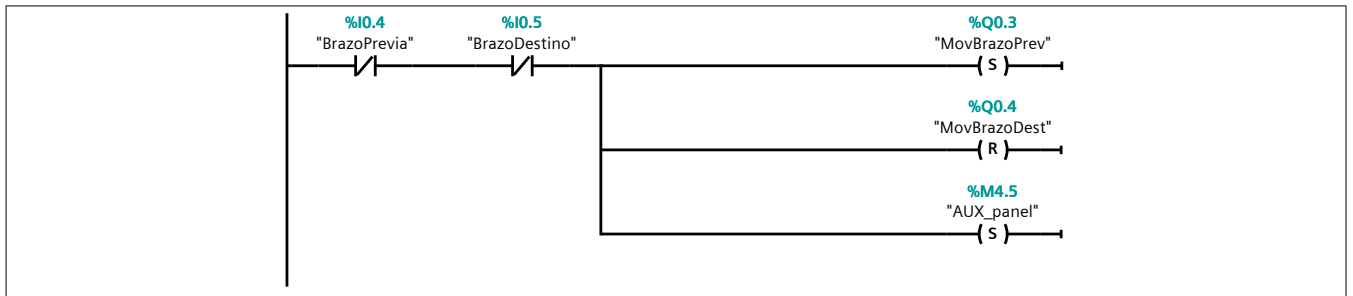 %I0.4 %I0.5 %Q0.3
"BrazoPrevia" "BrazoDestino" "MovBrazoPrev"
S
%Q0.4
"MovBrazoDest"
R
%M4.5
"AUX_panel"
S